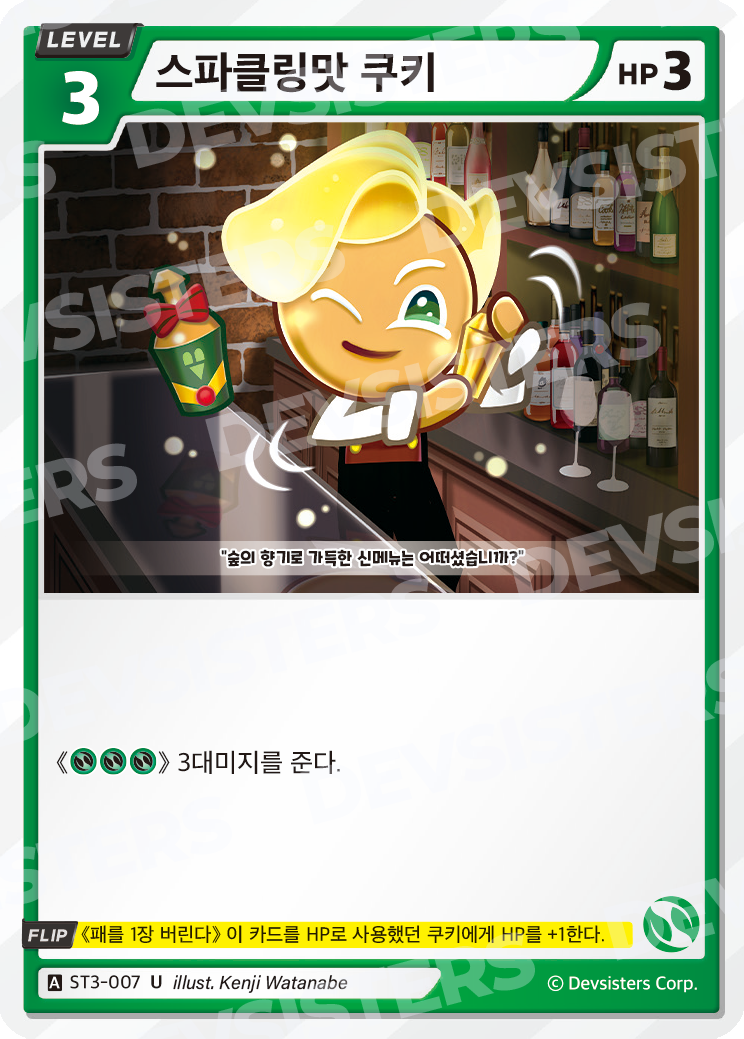 LEVEL
3
스파클링맛 쿠키
HP 3
"숲의 향기로 가득한 신메뉴는 어떠셨습니까?"
《》 3대미지를 준다.
FLIP 《패를 1장 버린다》 이 카드를 HP로 사용했던 쿠키에게 HP를 +1한다.
A ST3-007 U illust. Kenji Watanabe
© Devsisters Corp.
DEVSISTERS